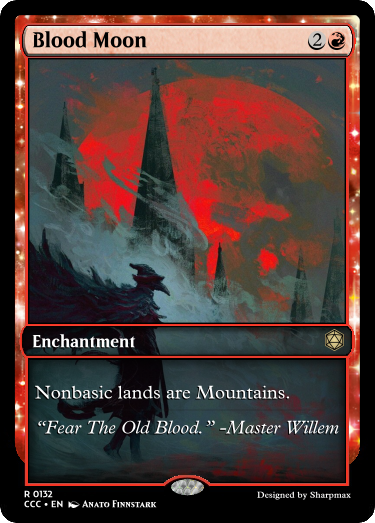 Blood Moon 2
Enchantment
Nonbasic lands are Mountains.
“Fear The Old Blood.” -Master Willem
R 0132
CCC • EN Anato Finnstark
Designed by Sharpmax